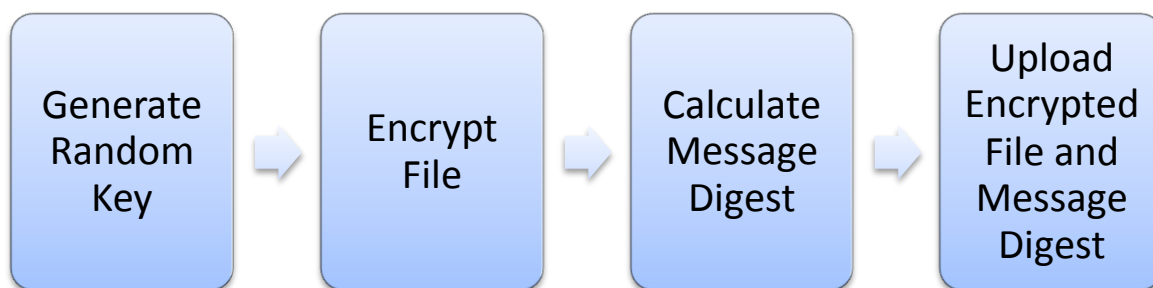 Generate
Random
Key
Encrypt
File
Calculate
Message
Digest
Upload
Encrypted
File and
Message
Digest